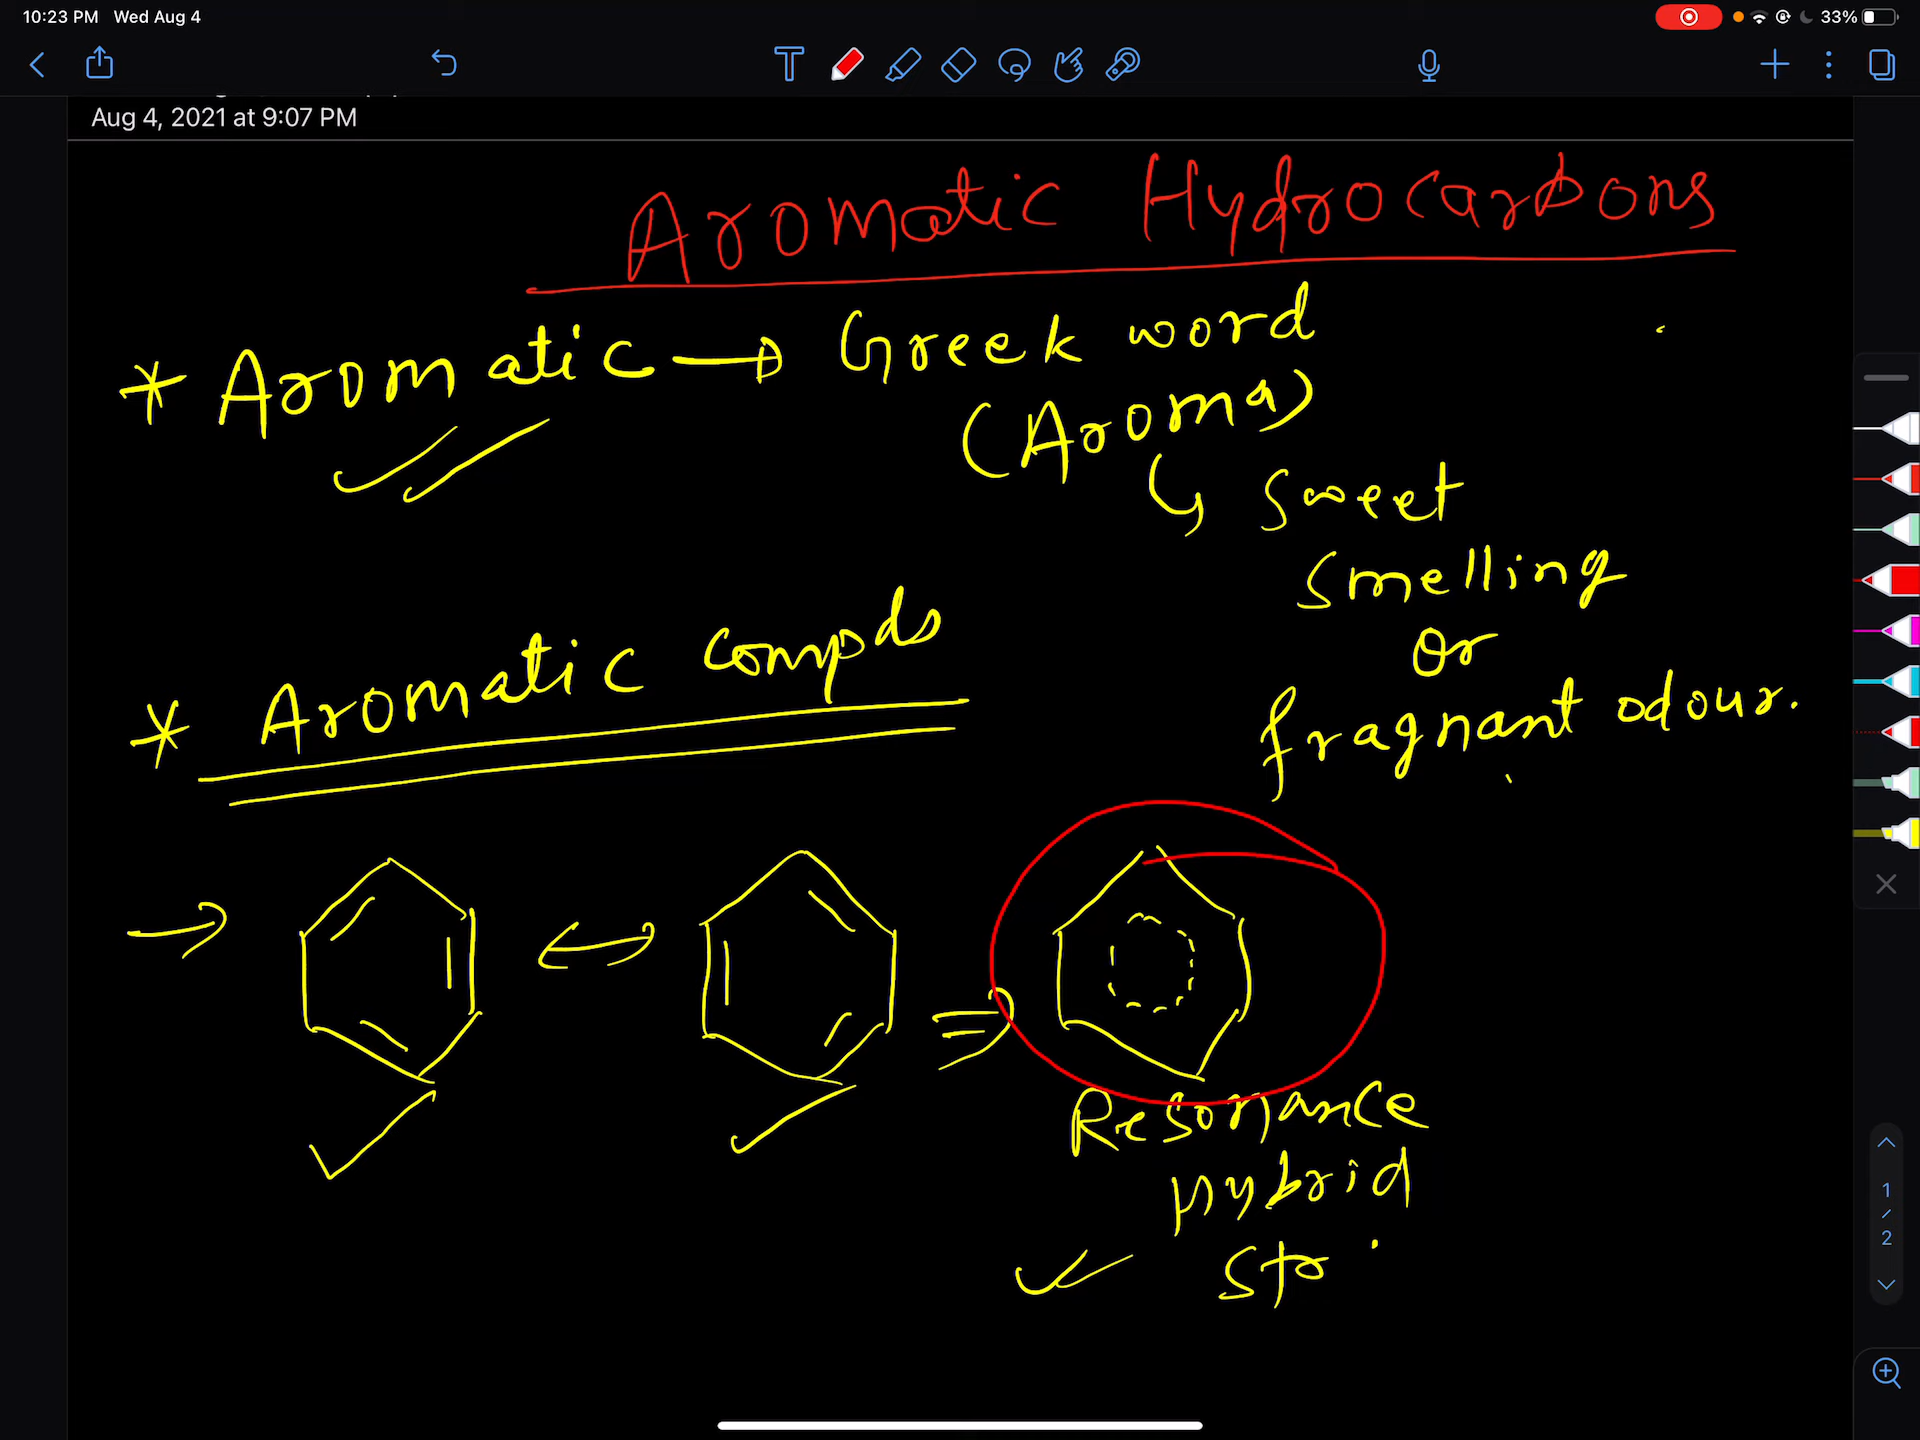 10:23 PM Wed Aug 4
33%
Aug 4, 2021 at 9:07 PM
Aromatic Hydrocarbons
* Aromatic → Greek word
(Aroma)
↳ Sweet
Smelling
or
fragnant odour.
* Aromatic compds
→ ↔ ⇒
Resonance
Hybrid
Str.
1
/
2